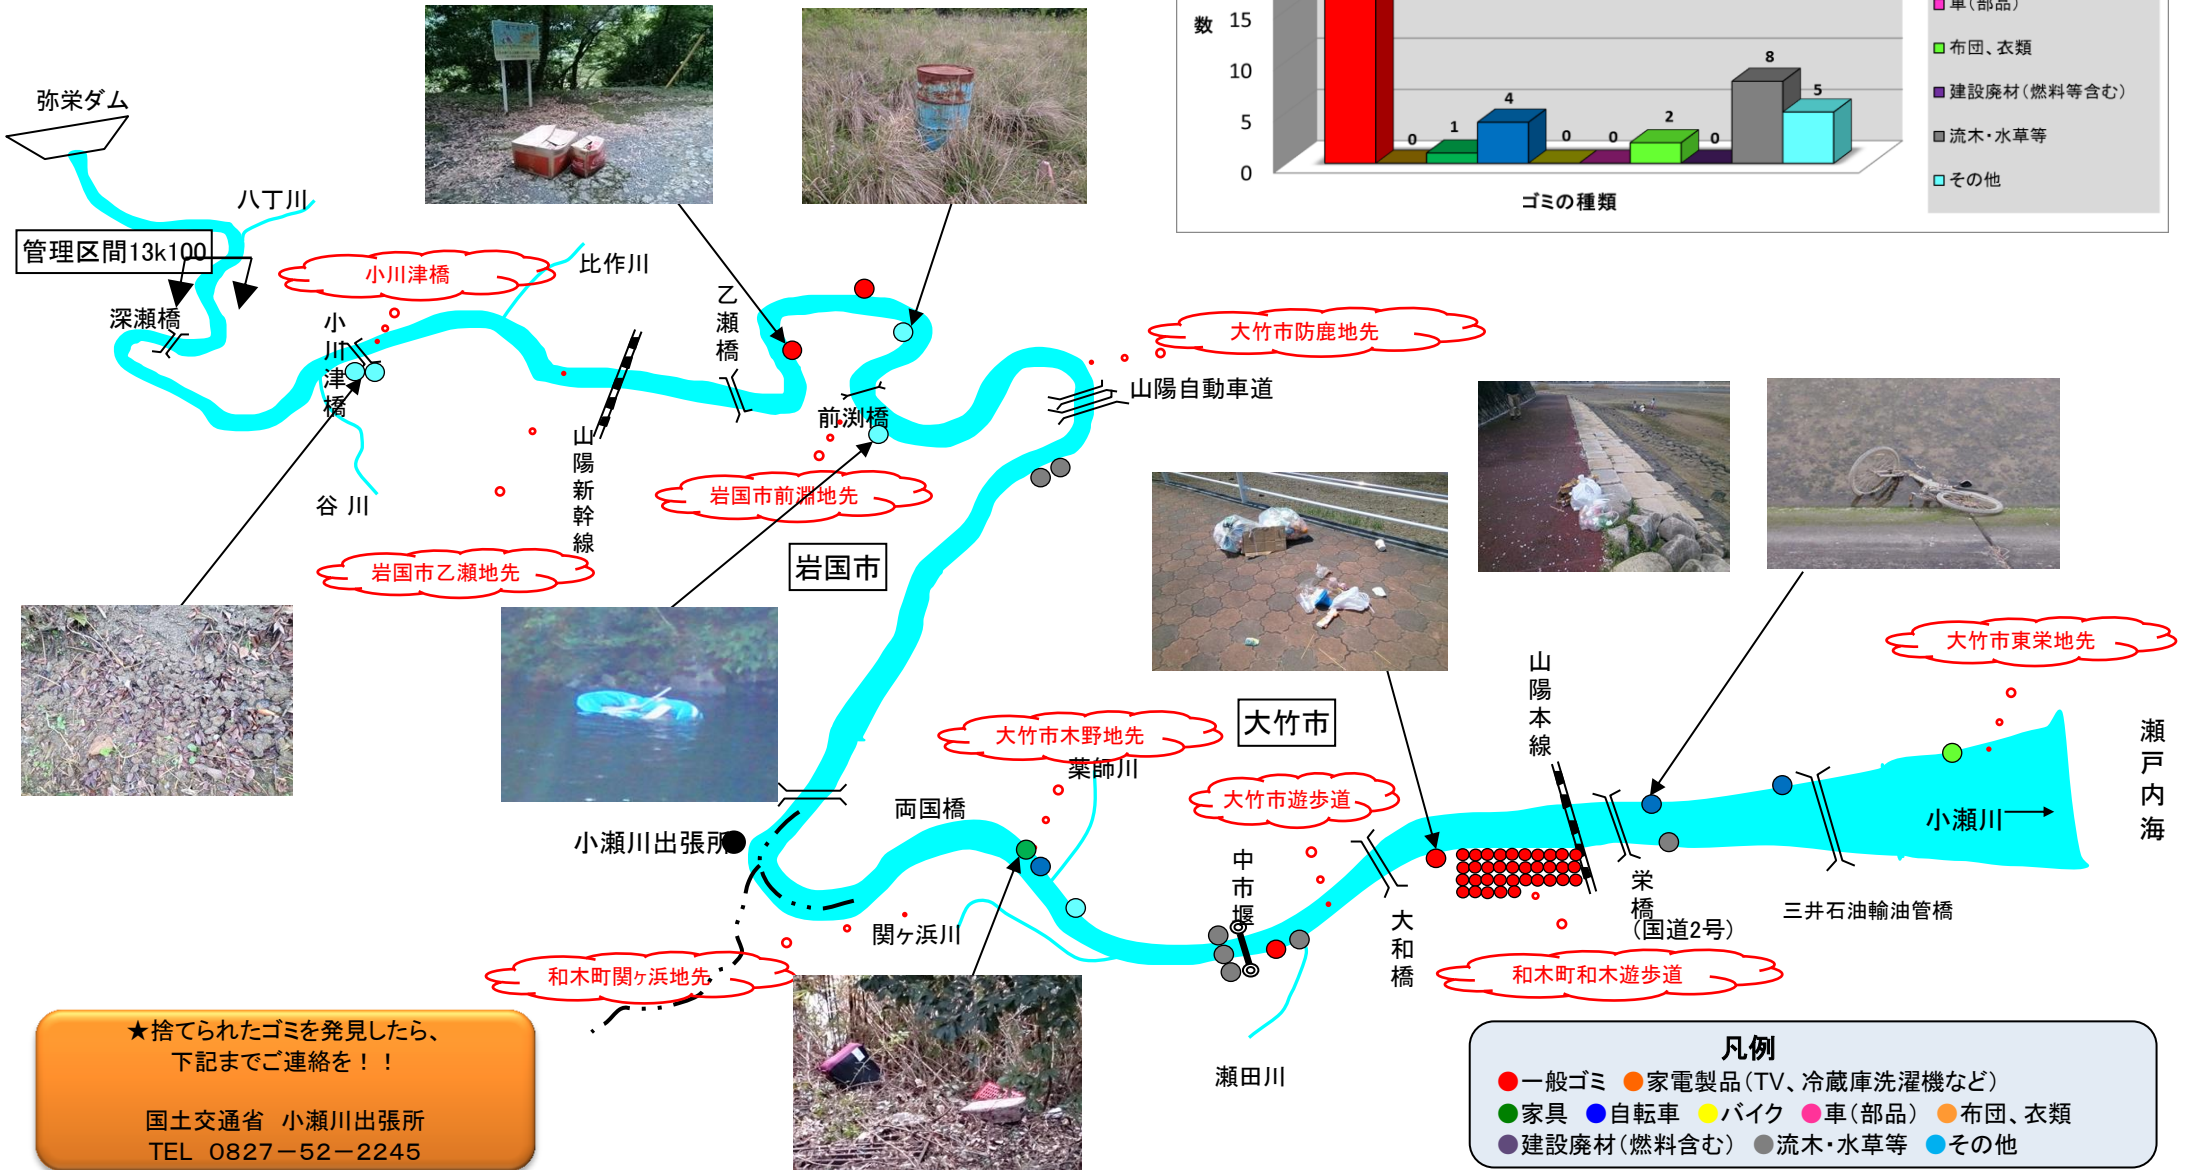 数
15
10
5
0
0
1
4
0
0
2
0
8
5
ゴミの種類
車(部品)
布団、衣類
建設廃材(燃料等含む)
流木・水草等
その他
弥栄ダム
八丁川
管理区間13k100
深瀬橋
小川津橋
小川津橋
比作川
谷 川
山陽新幹線
乙瀬橋
前渕橋
岩国市前淵地先
岩国市乙瀬地先
岩国市
大竹市防鹿地先
山陽自動車道
大竹市東栄地先
山陽本線
大竹市
大竹市木野地先
薬師川
両国橋
大竹市遊歩道
小瀬川出張所
中市堰
関ヶ浜川
和木町関ヶ浜地先
大和橋
栄橋
(国道2号)
三井石油輸油管橋
小瀬川
瀬戸内海
和木町和木遊歩道
瀬田川
★捨てられたゴミを発見したら、
下記までご連絡を！！
国土交通省 小瀬川出張所
TEL 0827－52－2245
凡例
一般ゴミ 家電製品(TV、冷蔵庫洗濯機など)
家具 自転車 バイク 車(部品) 布団、衣類
建設廃材(燃料含む) 流木・水草等 その他